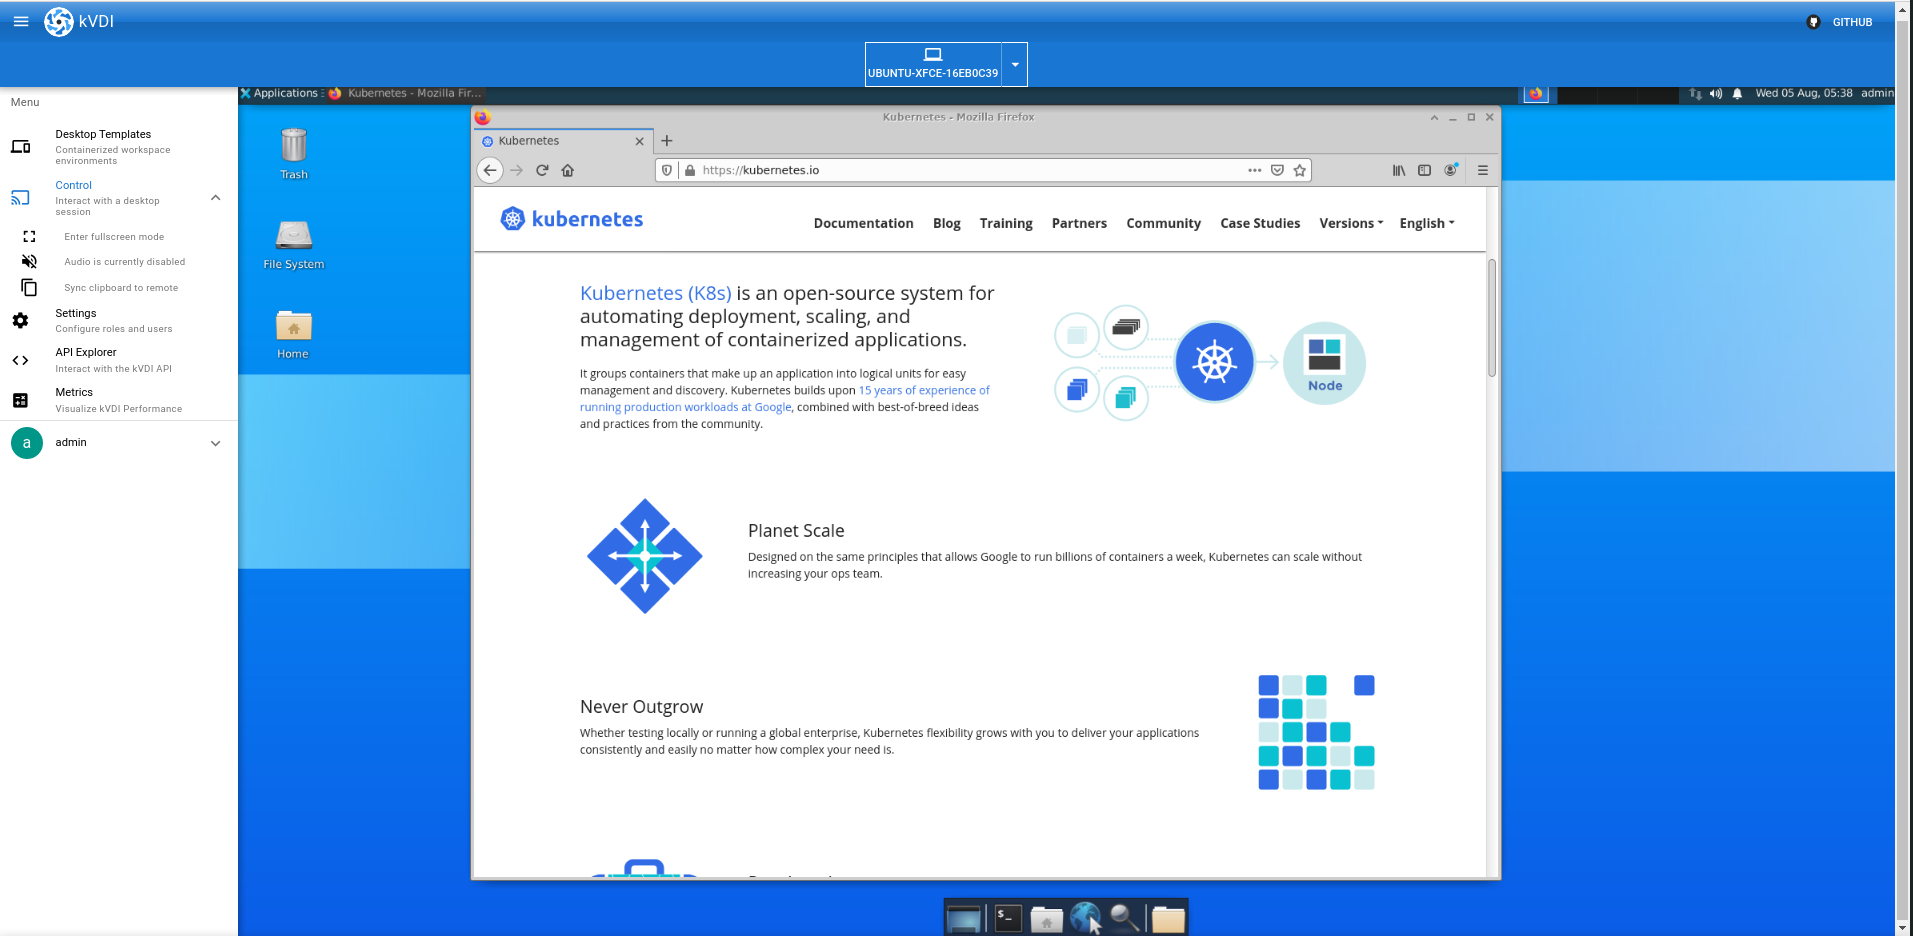 kVDI
GITHUB
UBUNTU-XFCE-16EB0C39
Menu
Desktop Templates
Containerized workspace
environments
Control
Interact with a desktop
session
Enter fullscreen mode
Audio is currently disabled
Sync clipboard to remote
Settings
Configure roles and users
API Explorer
Interact with the kVDI API
Metrics
Visualize kVDI Performance
a
admin
Applications
Kubernetes - Mozilla Fir...
Wed 05 Aug, 05:38
admin
Trash
File System
Home
Kubernetes - Mozilla Firefox
Kubernetes
https://kubernetes.io
kubernetes
Documentation
Blog
Training
Partners
Community
Case Studies
Versions
English
Kubernetes (K8s) is an open-source system for
automating deployment, scaling, and
management of containerized applications.
It groups containers that make up an application into logical units for easy
management and discovery. Kubernetes builds upon 15 years of experience of
running production workloads at Google, combined with best-of-breed ideas
and practices from the community.
Node
Planet Scale
Designed on the same principles that allows Google to run billions of containers a week, Kubernetes can scale without
increasing your ops team.
Never Outgrow
Whether testing locally or running a global enterprise, Kubernetes flexibility grows with you to deliver your applications
consistently and easily no matter how complex your need is.
$_